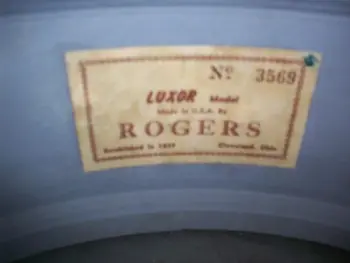 Nº 3569
LUXOR Model
Made in U.S.A. By
ROGERS
Established in 1849 Cleveland, Ohio